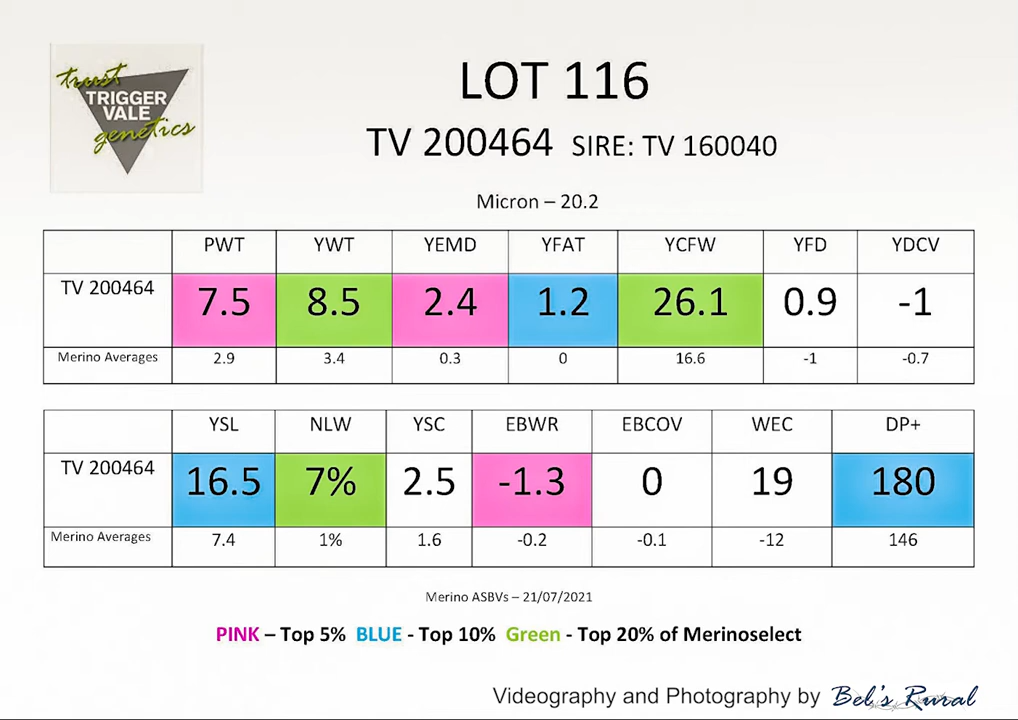 trust
TRIGGER
VALE
genetics
LOT 116
TV 200464 SIRE: TV 160040
Micron – 20.2
PWT YWT YEMD YFAT YCFW YFD YDCV
TV 200464 7.5 8.5 2.4 1.2 26.1 0.9 -1
Merino Averages 2.9 3.4 0.3 0 16.6 -1 -0.7
YSL NLW YSC EBWR EBCOV WEC DP+
TV 200464 16.5 7% 2.5 -1.3 0 19 180
Merino Averages 7.4 1% 1.6 -0.2 -0.1 -12 146
Merino ASBVs – 21/07/2021
PINK – Top 5% BLUE - Top 10% Green - Top 20% of Merinoselect
Videography and Photography by Bel's Rural